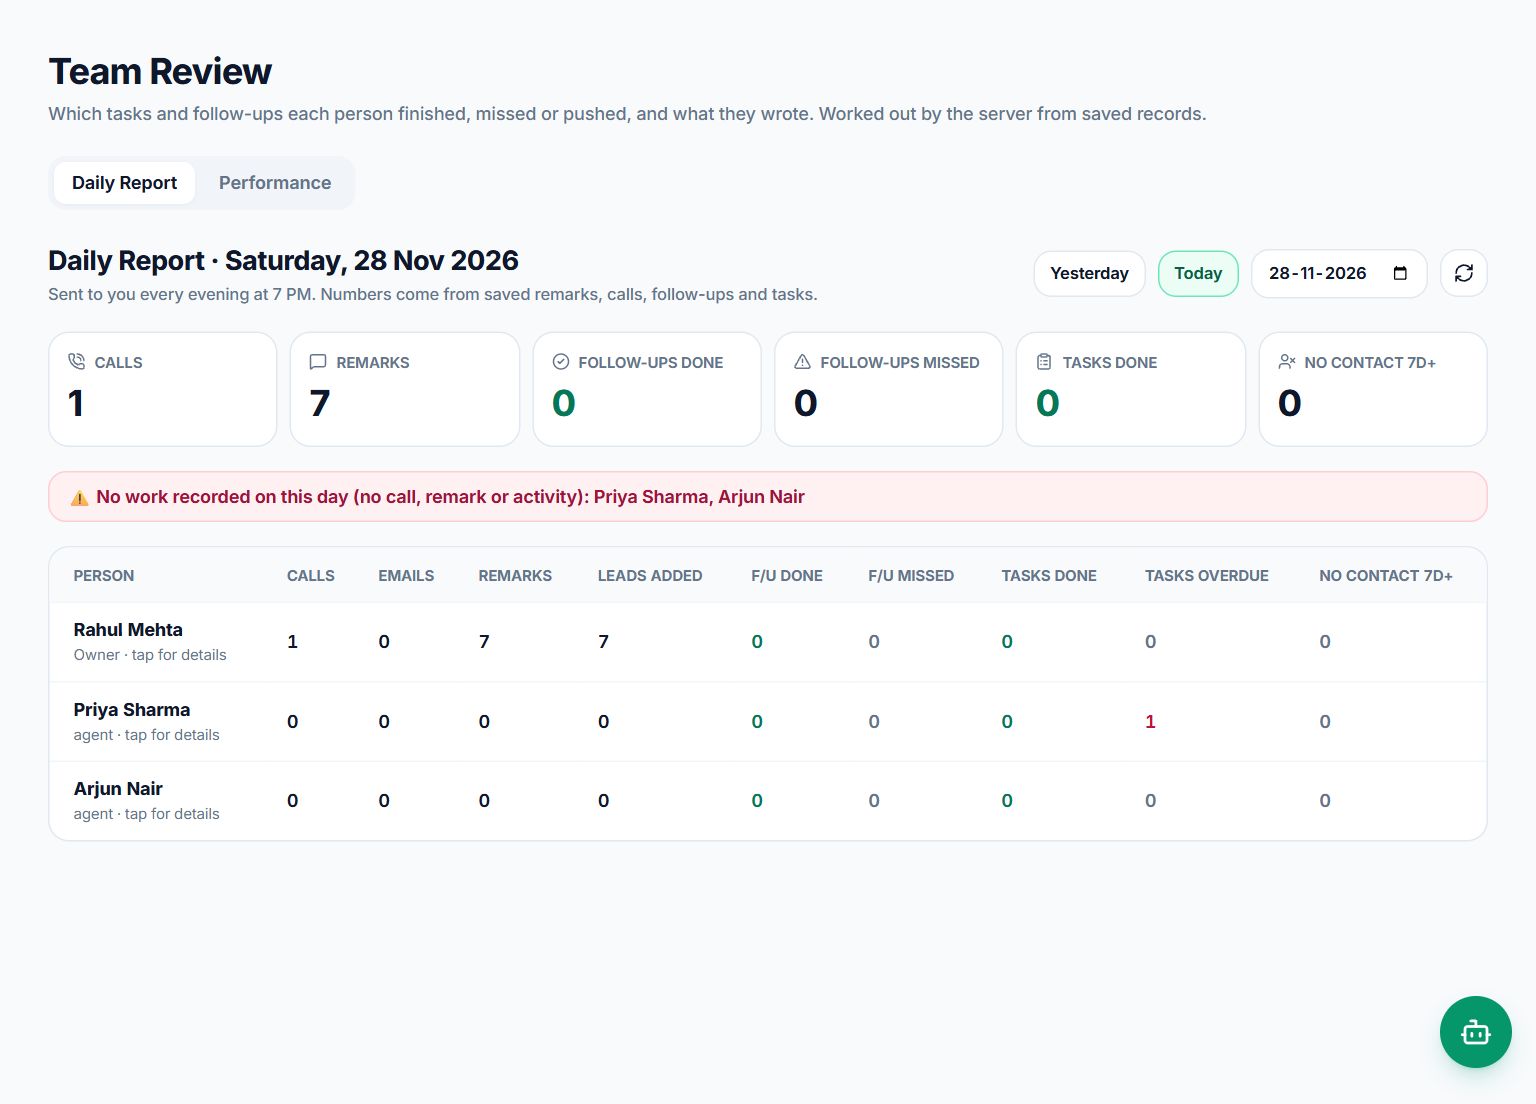 Team Review
Which tasks and follow-ups each person finished, missed or pushed, and what they wrote. Worked out by the server from saved records.
Daily Report Performance
Daily Report · Saturday, 28 Nov 2026
Sent to you every evening at 7 PM. Numbers come from saved remarks, calls, follow-ups and tasks.
Yesterday Today 28-11-2026
CALLS REMARKS FOLLOW-UPS DONE FOLLOW-UPS MISSED TASKS DONE NO CONTACT 7D+
1 7 0 0 0 0
⚠️ No work recorded on this day (no call, remark or activity): Priya Sharma, Arjun Nair
PERSON CALLS EMAILS REMARKS LEADS ADDED F/U DONE F/U MISSED TASKS DONE TASKS OVERDUE NO CONTACT 7D+
Rahul Mehta
Owner · tap for details
1 0 7 7 0 0 0 0 0
Priya Sharma
agent · tap for details
0 0 0 0 0 0 0 1 0
Arjun Nair
agent · tap for details
0 0 0 0 0 0 0 0 0